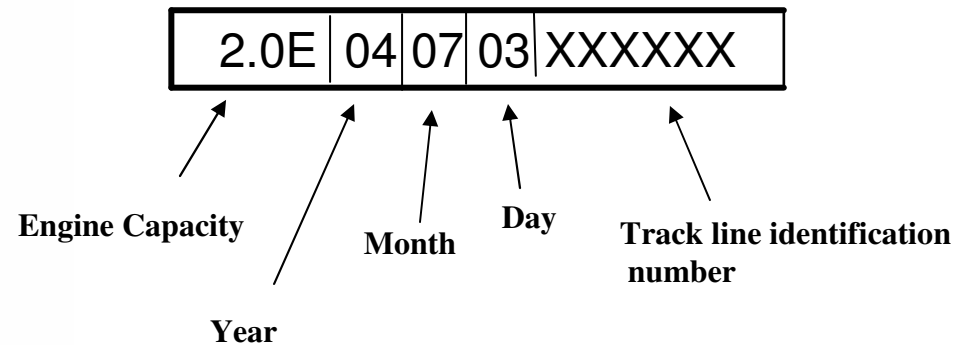 2.0E 04 07 03 XXXXXX
Engine Capacity
Year
Month
Day
Track line identification
number